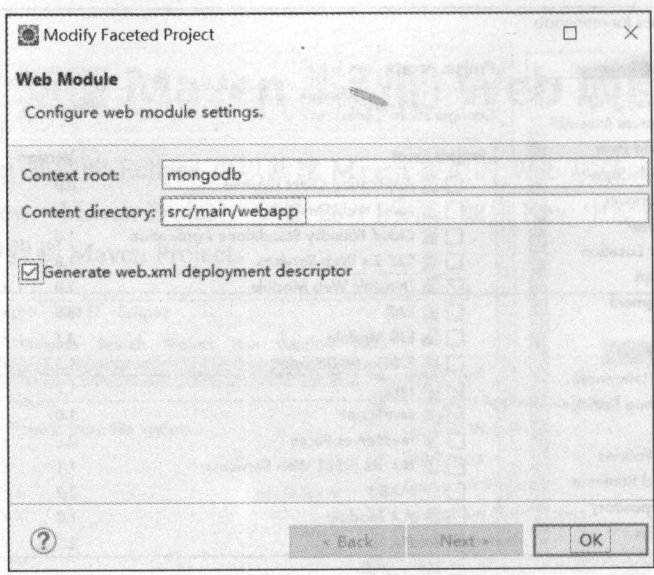 Modify Faceted Project
Web Module
Configure web module settings.
Context root: mongodb
Content directory: src/main/webapp
Generate web.xml deployment descriptor
< Back Next > OK